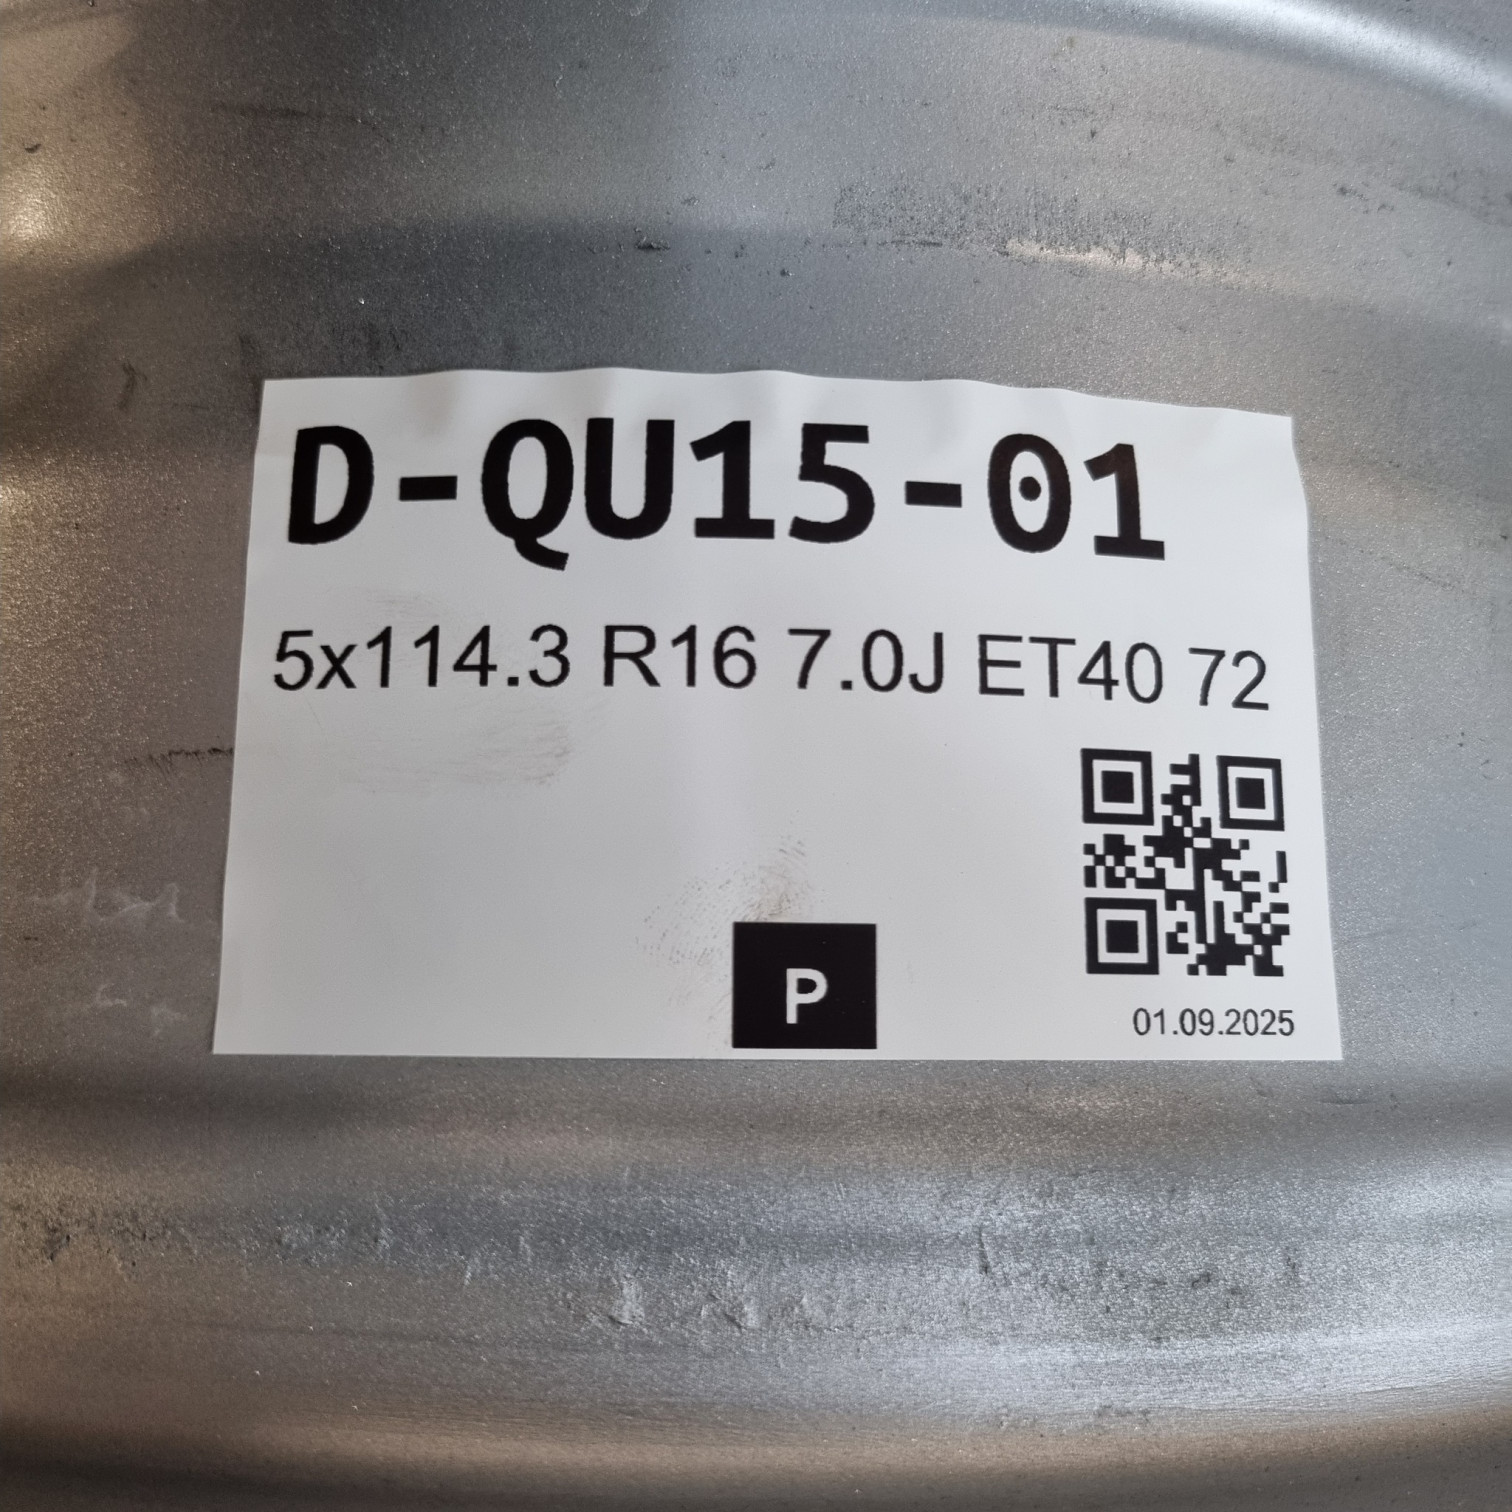 D-QU15-01
5x114.3 R16 7.0J ET40 72
P
01.09.2025